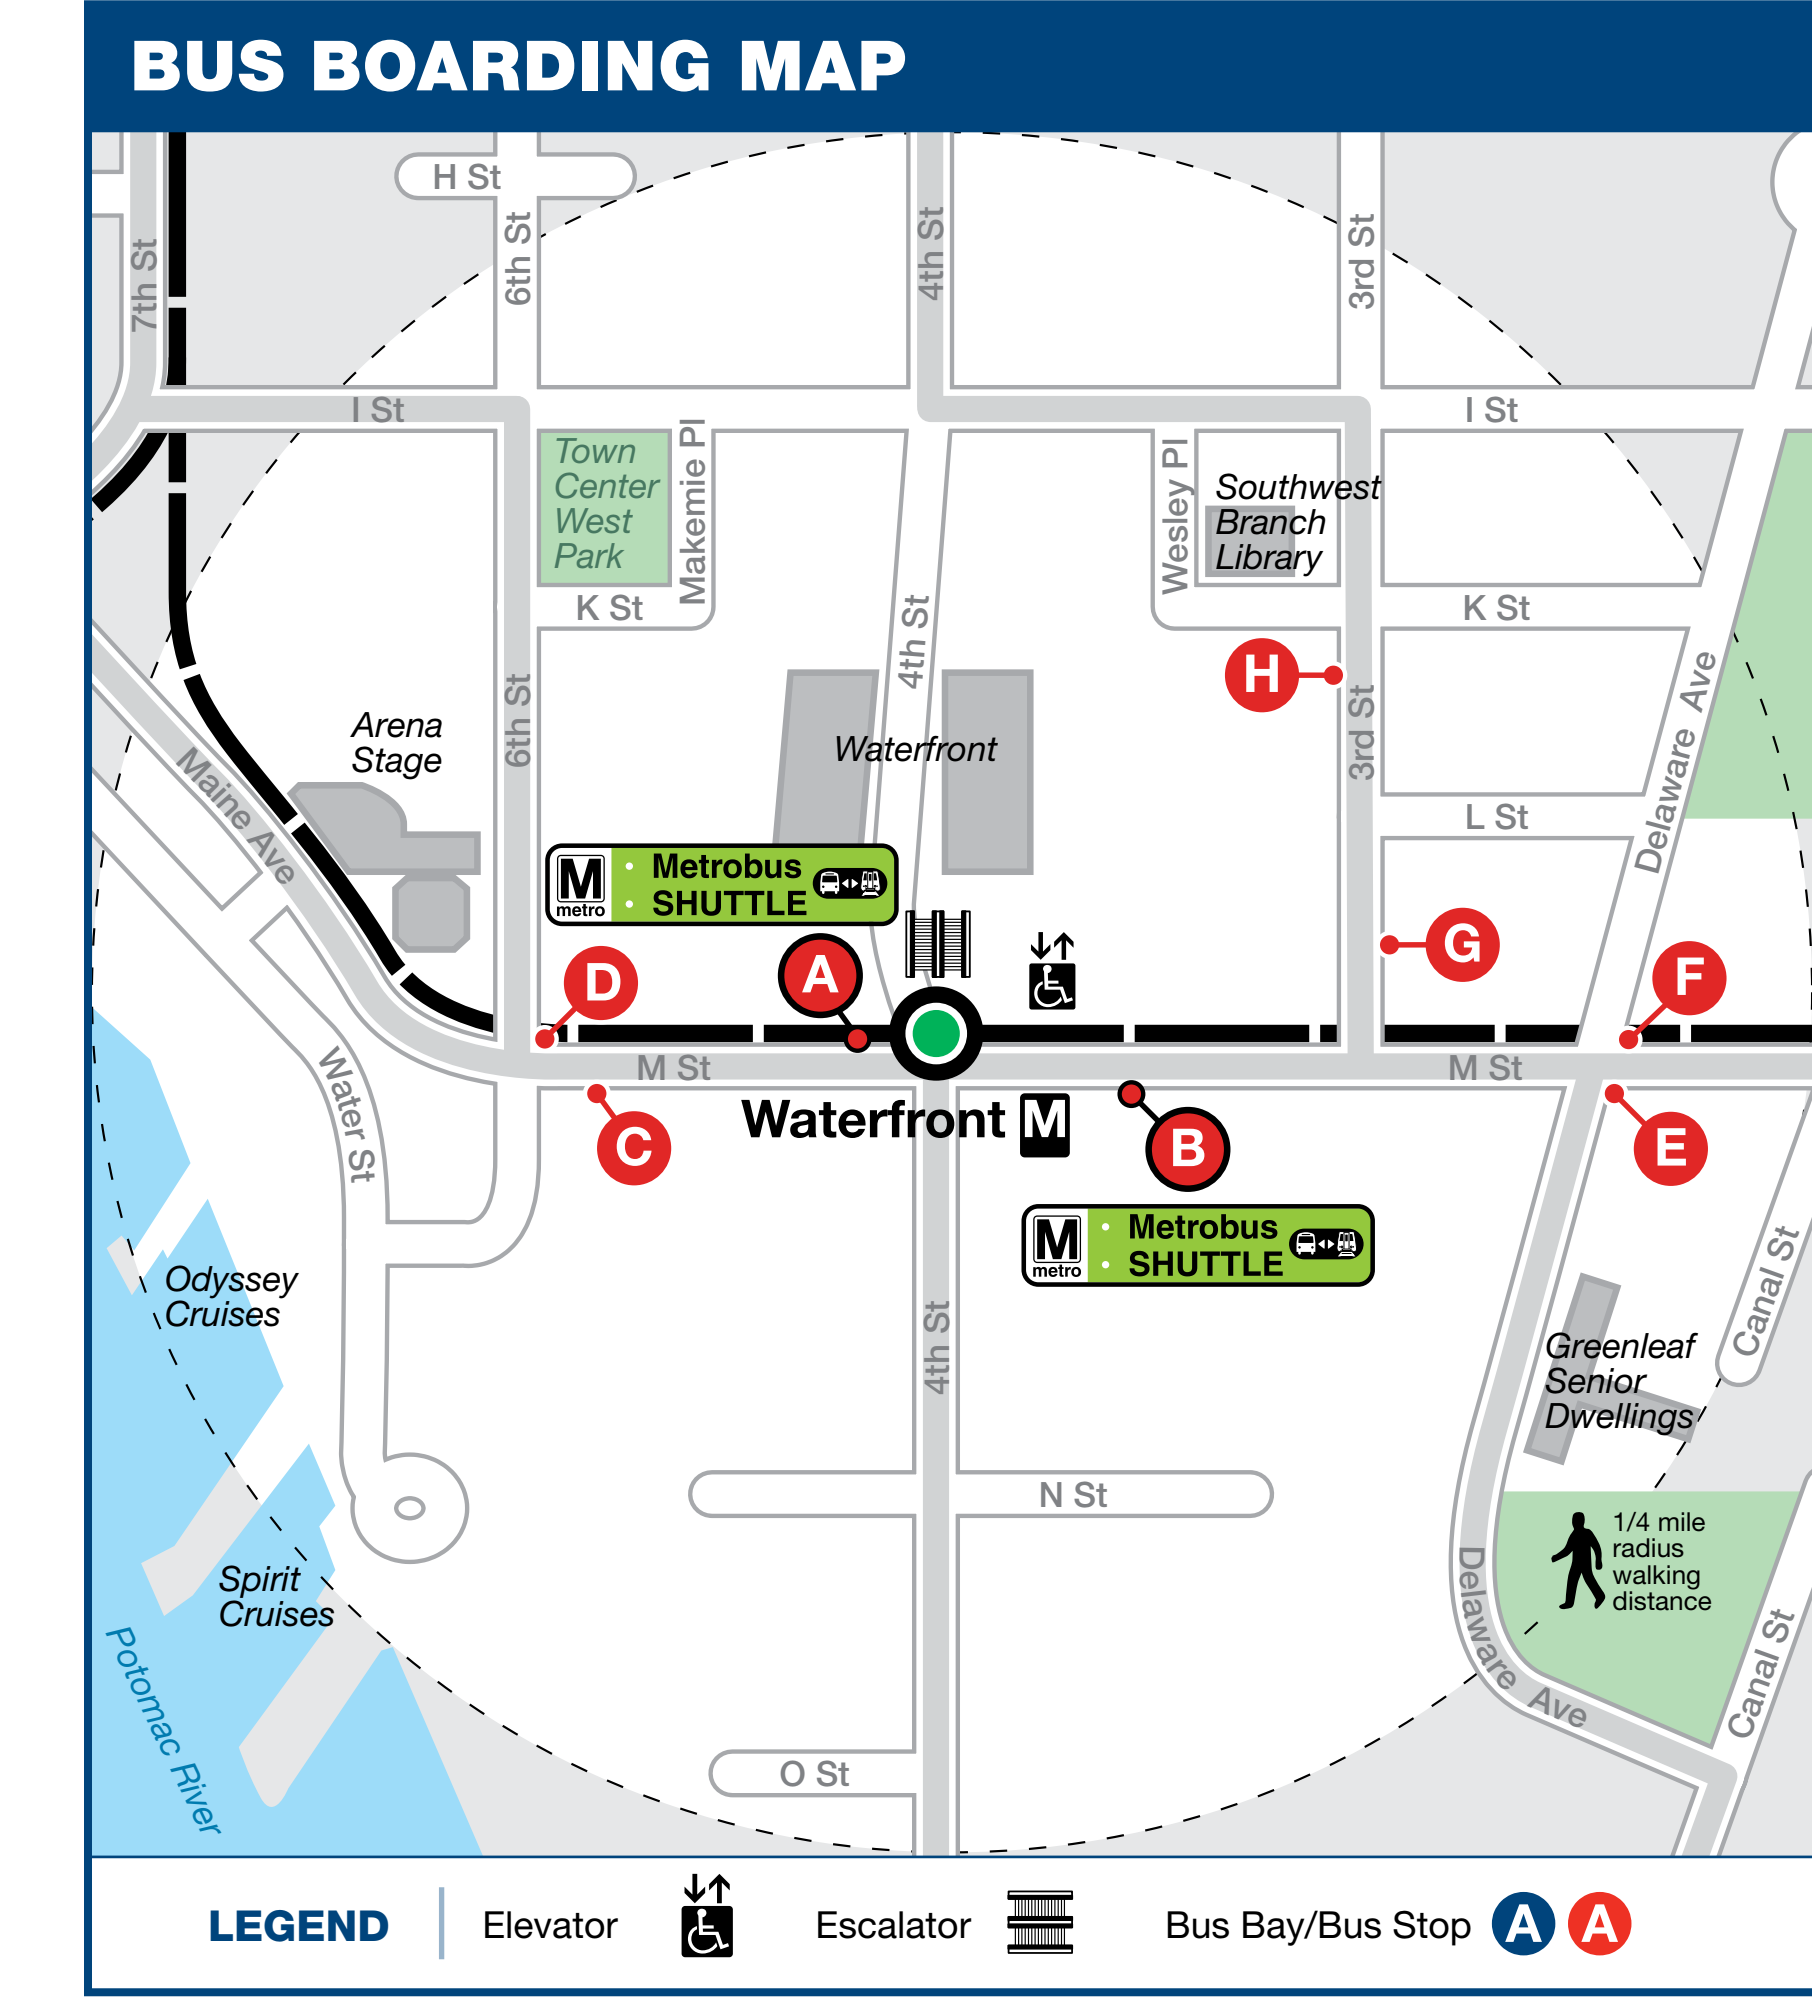 BUS BOARDING MAP
H St
7th St
6th St
4th St
3rd St
I St
I St
Town
Center
West
Park
Makemie Pl
Wesley Pl
Southwest
Branch
Library
K St
K St
4th St
6th St
3rd St
H
Delaware Ave
Arena
Stage
Waterfront
Maine Ave
L St
M
metro
Metrobus
SHUTTLE
D
A
G
F
M St
M St
Water St
C
Waterfront
M
B
E
M
metro
Metrobus
SHUTTLE
Canal St
Odyssey
Cruises
4th St
Greenleaf
Senior
Dwellings
N St
1/4 mile
radius
walking
distance
Spirit
Cruises
Delaware Ave
Canal St
Potomac River
O St
LEGEND
Elevator
Escalator
Bus Bay/Bus Stop
A
A